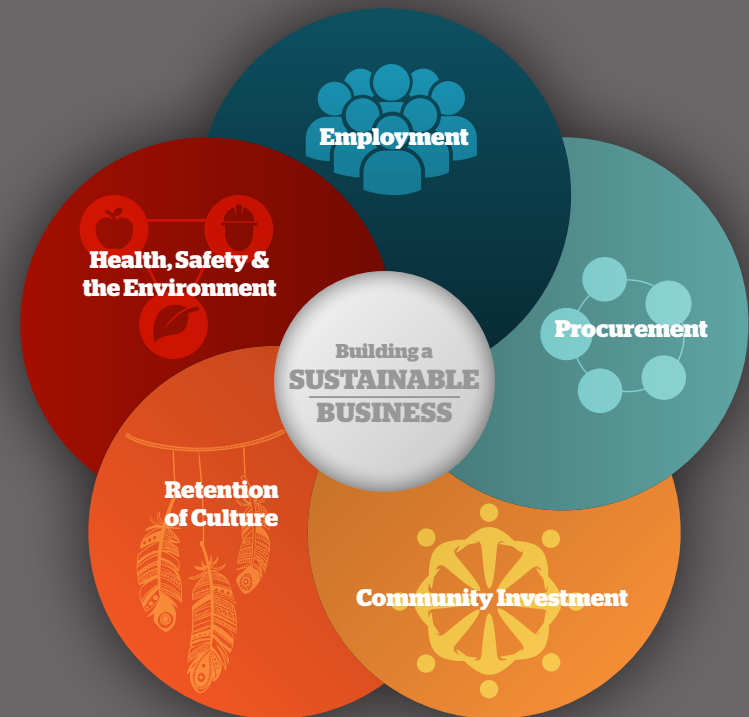 Employment
Health, Safety &
the Environment
Procurement
Building a
SUSTAINABLE
BUSINESS
Retention
of Culture
Community Investment